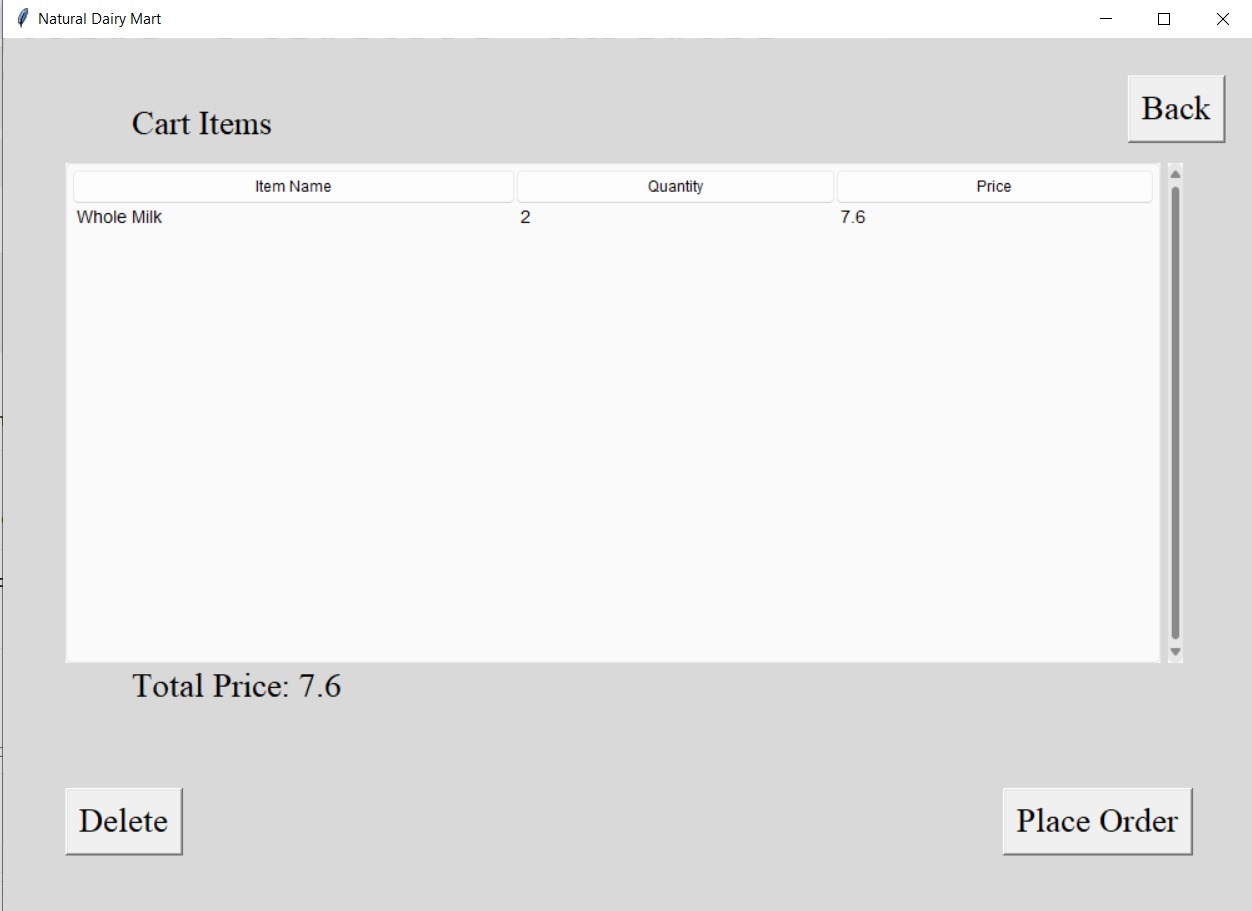 Natural Dairy Mart
Back
Cart Items
Item Name Quantity Price
Whole Milk 2 7.6
Total Price: 7.6
Delete Place Order